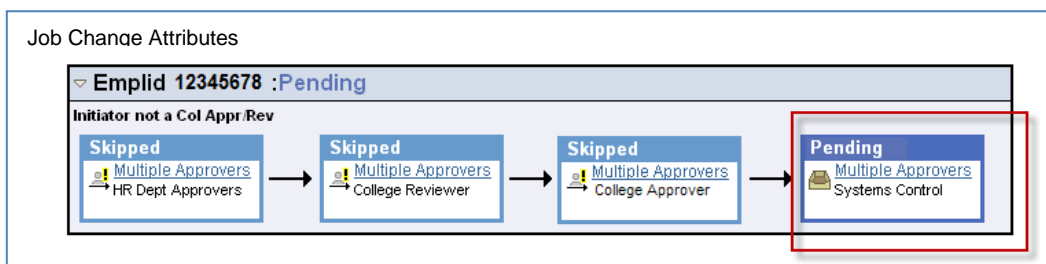 Job Change Attributes
Emplid 12345678 :Pending
Initiator not a Col Appr/Rev
Skipped
Multiple Approvers
HR Dept Approvers
Skipped
Multiple Approvers
College Reviewer
Skipped
Multiple Approvers
College Approver
Pending
Multiple Approvers
Systems Control